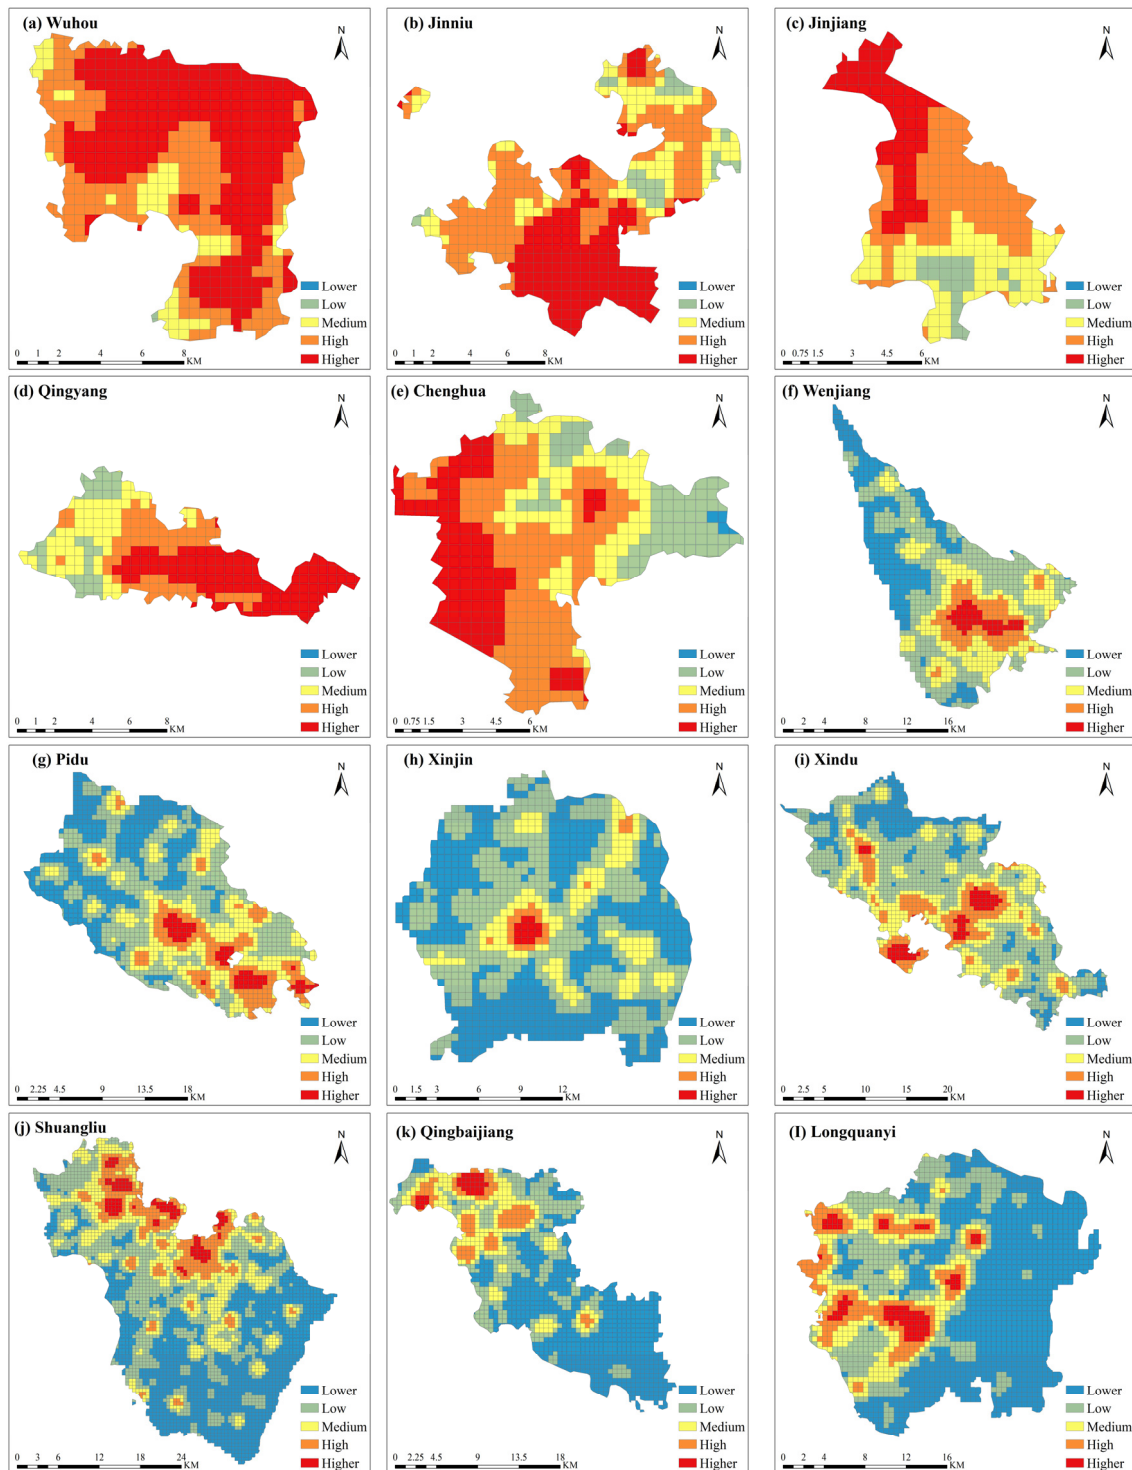 (a) Wuhou
N
Lower
Low
Medium
High
Higher
0 1 2 4 6 8
KM
(b) Jinniu
N
Lower
Low
Medium
High
Higher
0 1 2 4 6 8
KM
(c) Jinjiang
N
Lower
Low
Medium
High
Higher
0 0.75 1.5 3 4.5 6
KM
(d) Qingyang
N
Lower
Low
Medium
High
Higher
0 1 2 4 6 8
KM
(e) Chenghua
N
Lower
Low
Medium
High
Higher
0 0.75 1.5 3 4.5 6
KM
(f) Wenjiang
N
Lower
Low
Medium
High
Higher
0 2 4 8 12 16
KM
(g) Pidu
N
Lower
Low
Medium
High
Higher
0 2.25 4.5 9 13.5 18
KM
(h) Xinjin
N
Lower
Low
Medium
High
Higher
0 1.5 3 6 9 12
KM
(i) Xindu
N
Lower
Low
Medium
High
Higher
0 2.5 5 10 15 20
KM
(j) Shuangliu
N
Lower
Low
Medium
High
Higher
0 3 6 12 18 24
KM
(k) Qingbaijiang
N
Lower
Low
Medium
High
Higher
0 2.25 4.5 9 13.5 18
KM
(I) Longquanyi
N
Lower
Low
Medium
High
Higher
0 2 4 8 12 16
KM